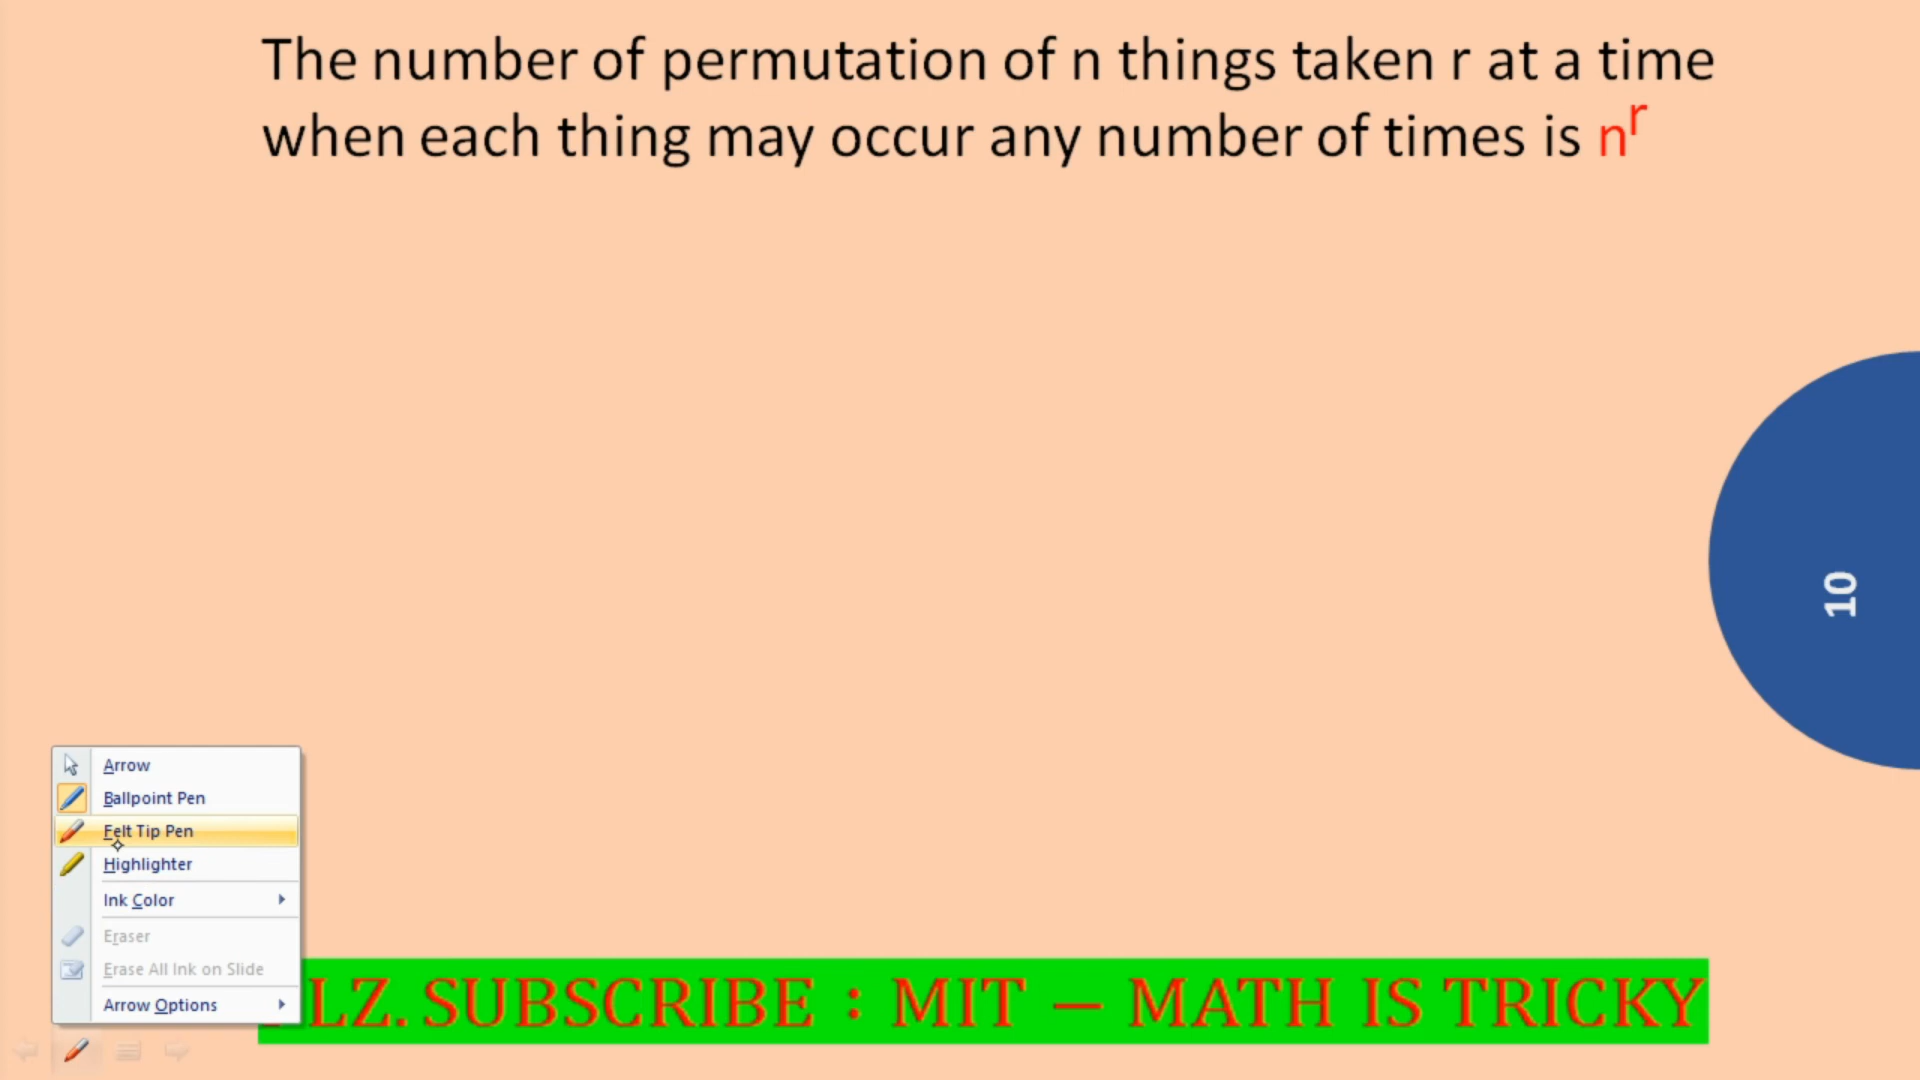 The number of permutation of n things taken r at a time
when each thing may occur any number of times is nʳ
10
Arrow
Ballpoint Pen
Felt Tip Pen
Highlighter
Ink Color
Eraser
Erase All Ink on Slide
Arrow Options
LZ. SUBSCRIBE : MIT – MATH IS TRICKY